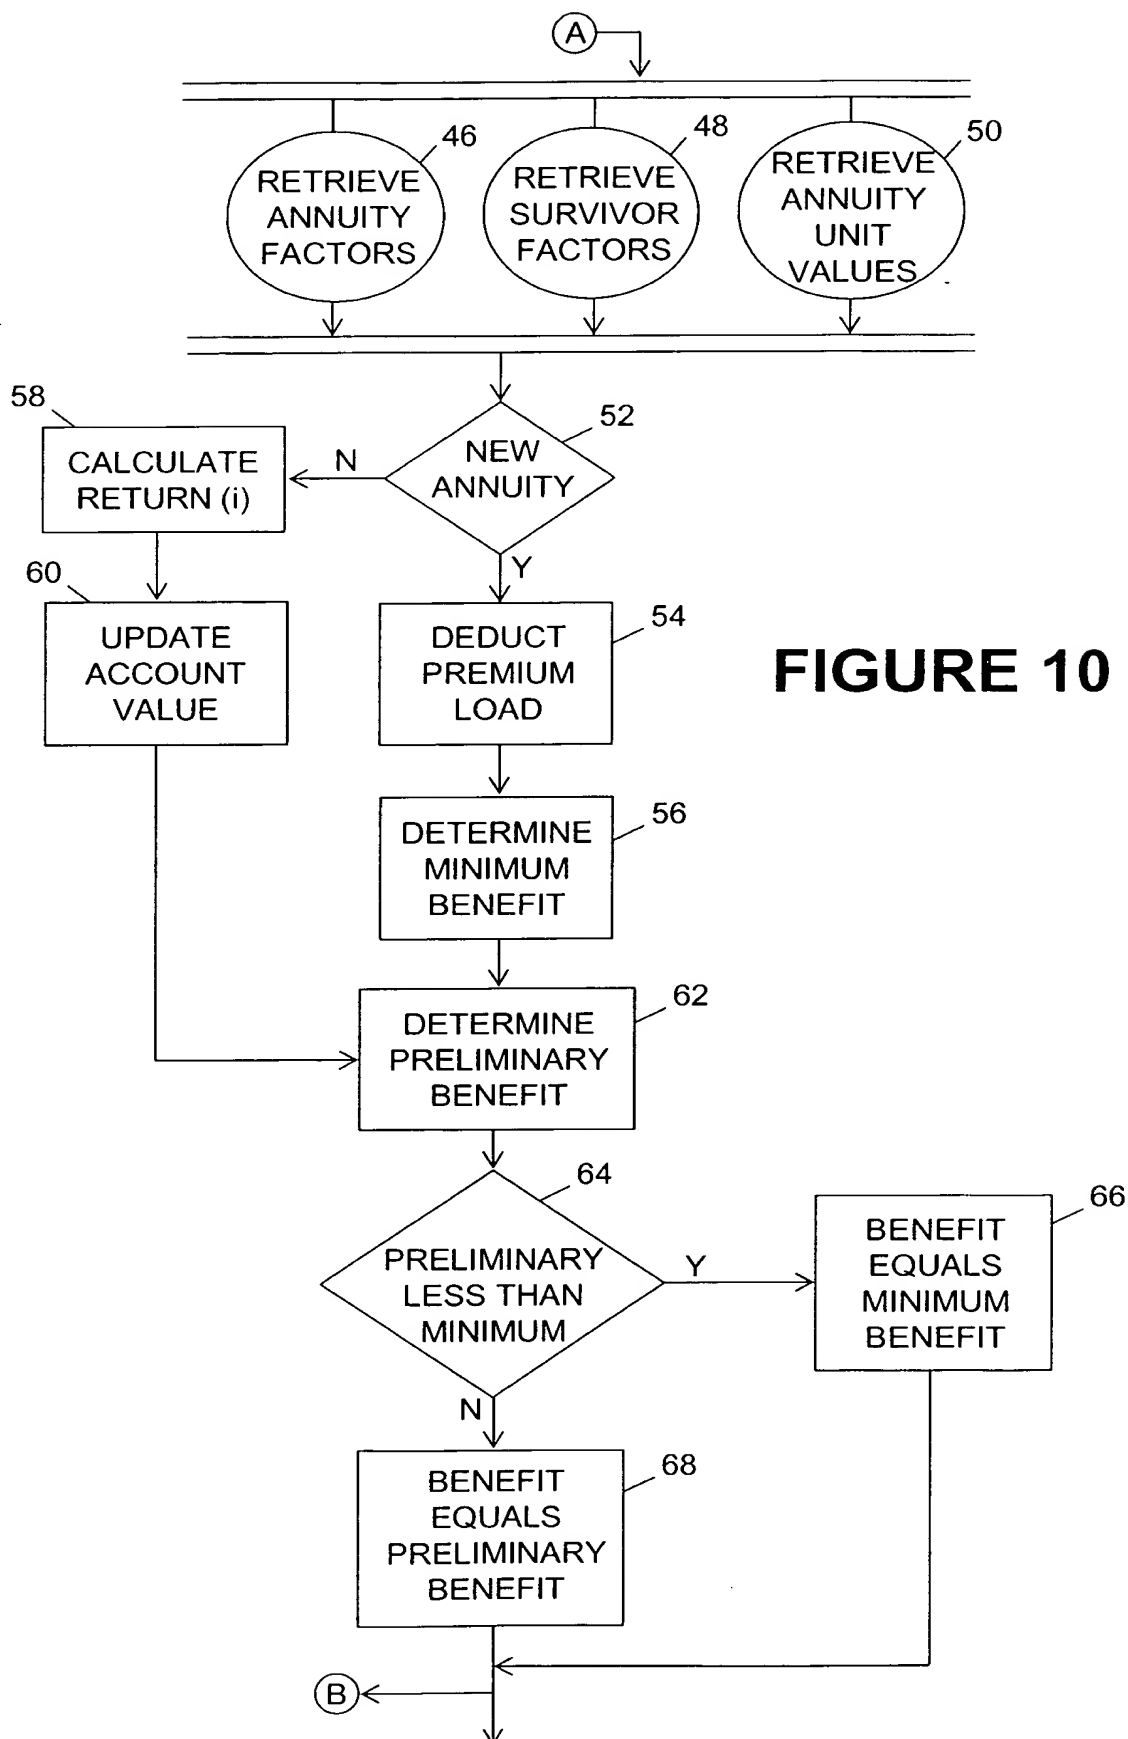 A
46
48
50
RETRIEVE
ANNUITY
FACTORS
RETRIEVE
SURVIVOR
FACTORS
RETRIEVE
ANNUITY
UNIT
VALUES
58
52
CALCULATE
RETURN (i)
N
NEW
ANNUITY
Y
60
54
UPDATE
ACCOUNT
VALUE
DEDUCT
PREMIUM
LOAD
FIGURE 10
56
DETERMINE
MINIMUM
BENEFIT
62
DETERMINE
PRELIMINARY
BENEFIT
64
66
PRELIMINARY
LESS THAN
MINIMUM
Y
BENEFIT
EQUALS
MINIMUM
BENEFIT
N
68
BENEFIT
EQUALS
PRELIMINARY
BENEFIT
B